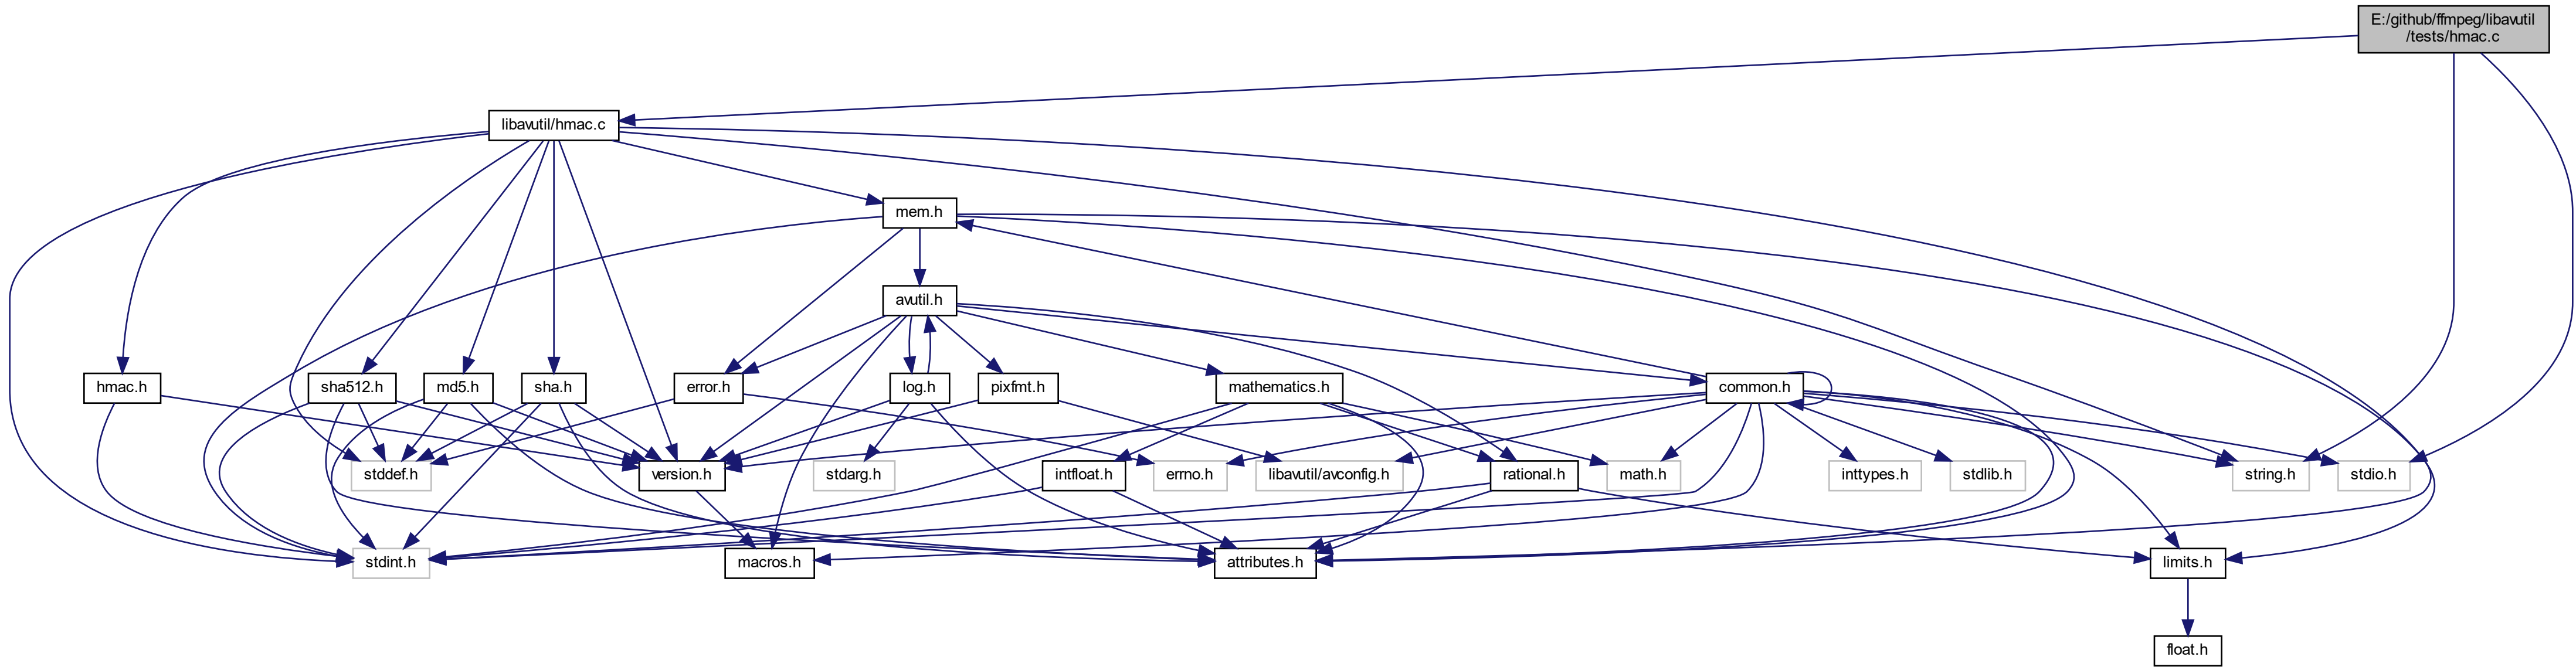 E:/github/ffmpeg/libavutil
/tests/hmac.c
libavutil/hmac.c
mem.h
avutil.h
hmac.h
sha512.h
md5.h
sha.h
error.h
log.h
pixfmt.h
mathematics.h
common.h
stddef.h
version.h
stdarg.h
intfloat.h
errno.h
libavutil/avconfig.h
rational.h
math.h
inttypes.h
stdlib.h
string.h
stdio.h
stdint.h
macros.h
attributes.h
limits.h
float.h